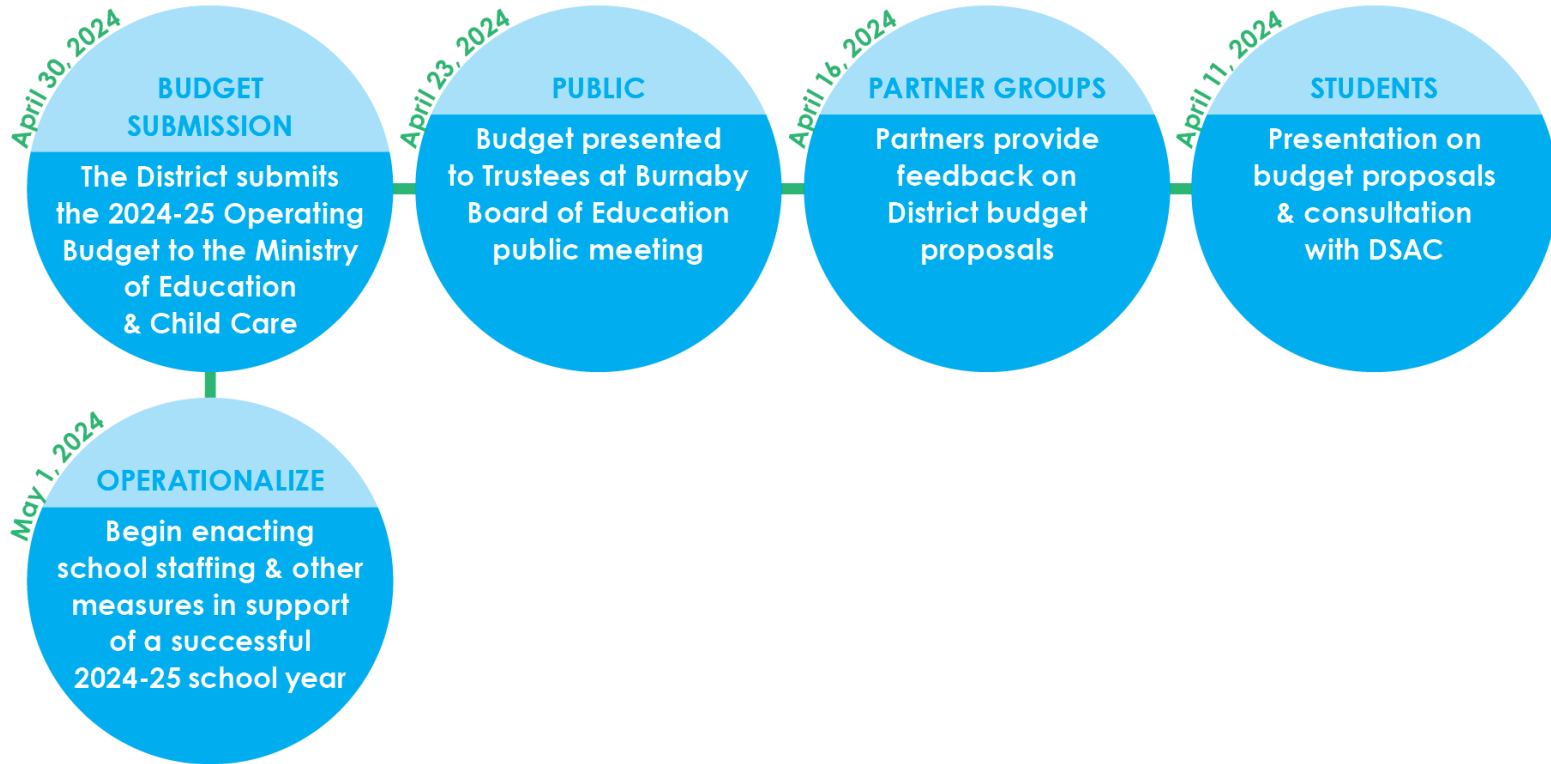 April 30, 2024
BUDGET
SUBMISSION
The District submits
the 2024-25 Operating
Budget to the Ministry
of Education
& Child Care
April 23, 2024
PUBLIC
Budget presented
to Trustees at Burnaby
Board of Education
public meeting
April 16, 2024
PARTNER GROUPS
Partners provide
feedback on
District budget
proposals
April 11, 2024
STUDENTS
Presentation on
budget proposals
& consultation
with DSAC
May 1, 2024
OPERATIONALIZE
Begin enacting
school staffing & other
measures in support
of a successful
2024-25 school year